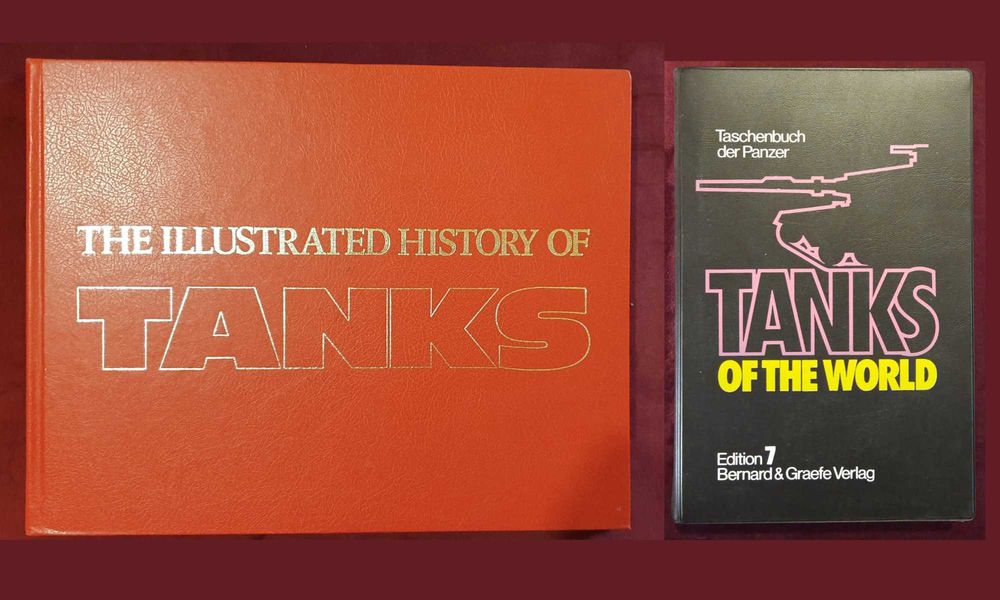 THE ILLUSTRATED HISTORY OF
TANKS
Taschenbuch
der Panzer
TANKS
OF THE WORLD
Edition 7
Bernard & Graefe Verlag